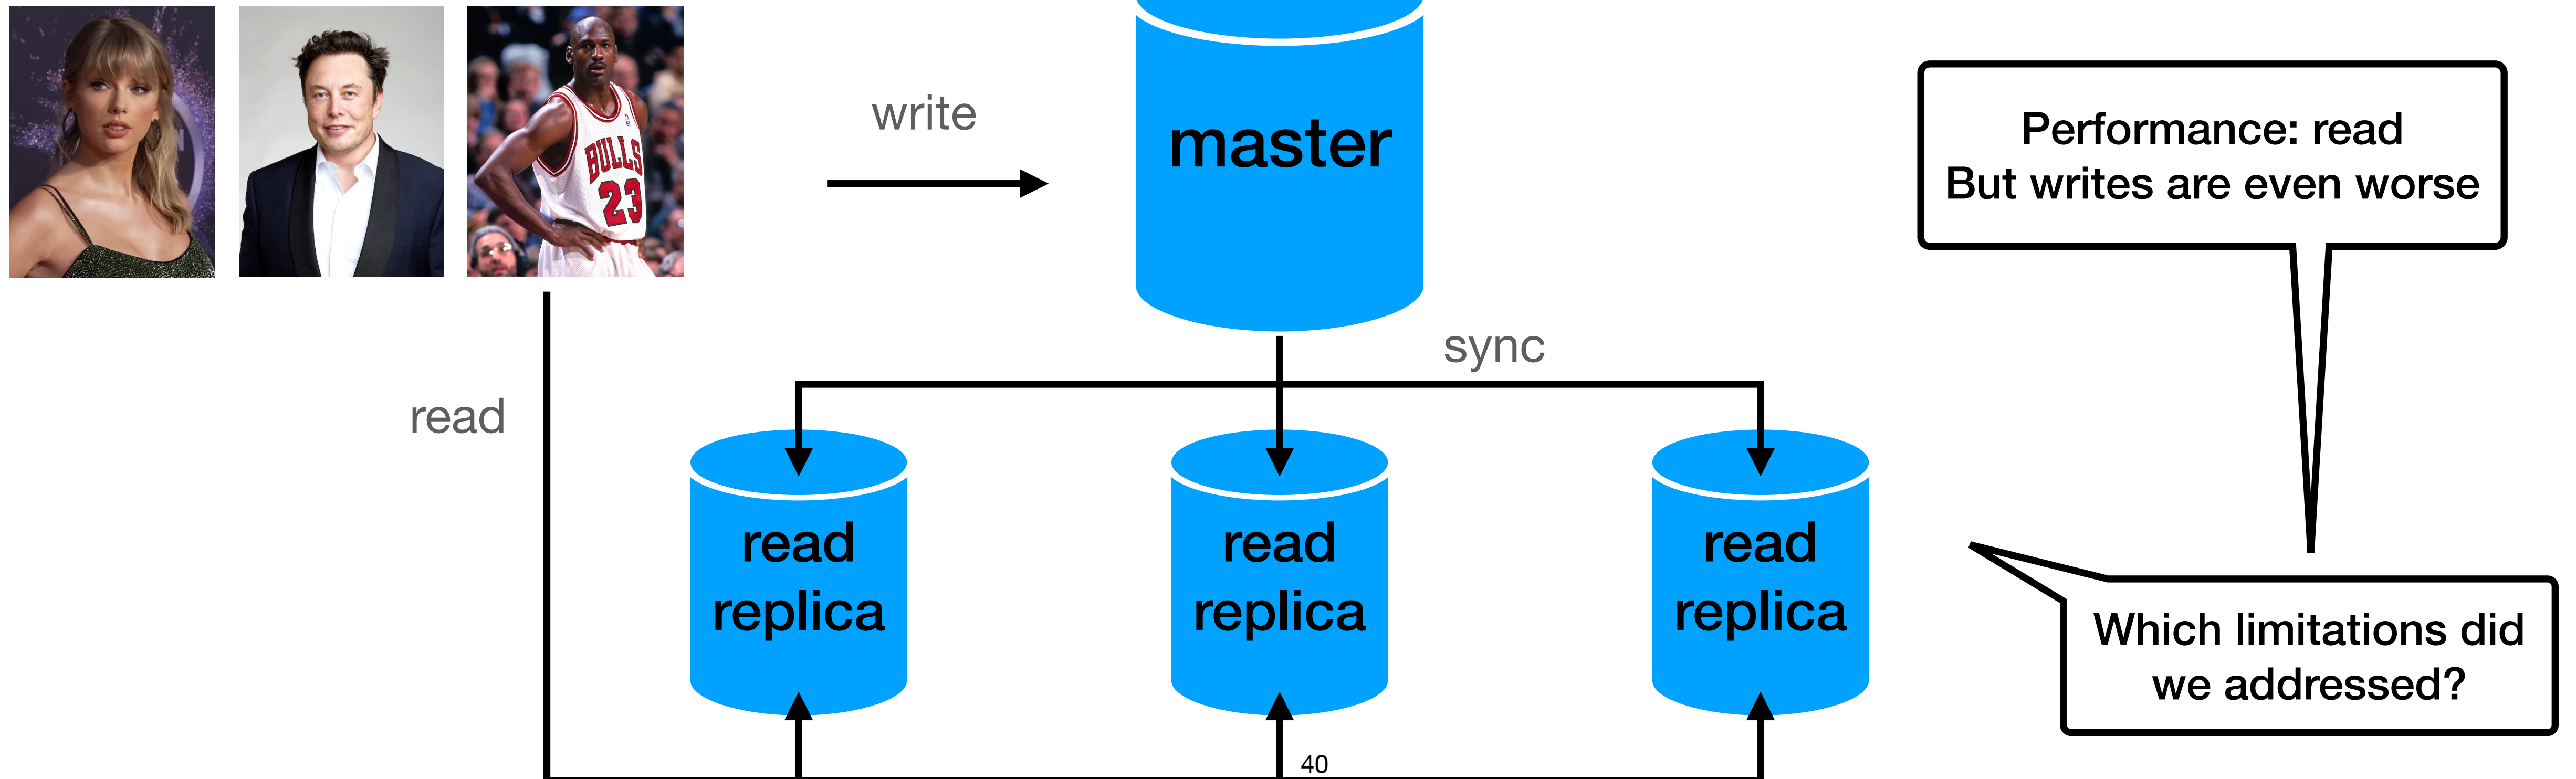 BULLS
23
write
master
Performance: read
But writes are even worse
sync
read
read
replica
read
replica
read
replica
Which limitations did
we addressed?
40